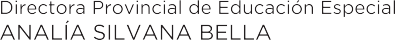 Directora Provincial de Educación Especial
ANALÍA SILVANA BELLA